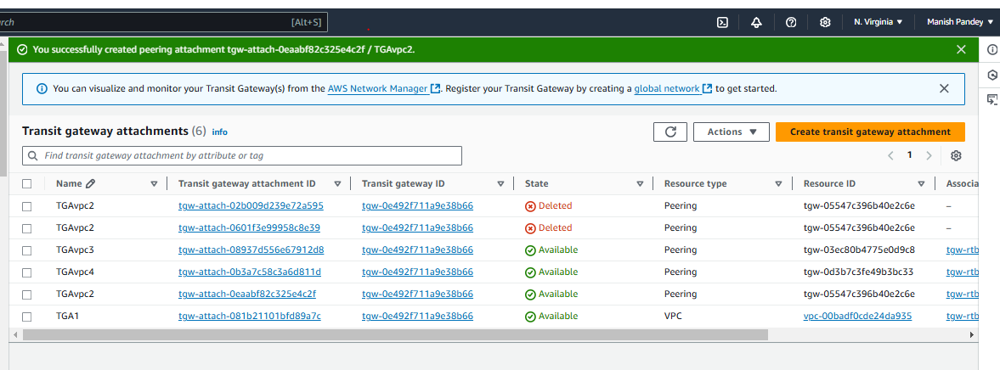 rch [Alt+S] N. Virginia Manish Pandey
You successfully created peering attachment tgw-attach-0eaabf82c325e4c2f / TGAvpc2.
You can visualize and monitor your Transit Gateway(s) from the AWS Network Manager. Register your Transit Gateway by creating a global network to get started.
Transit gateway attachments (6) info Actions Create transit gateway attachment
Find transit gateway attachment by attribute or tag 1
Name Transit gateway attachment ID Transit gateway ID State Resource type Resource ID Associa
TGAvpc2 tgw-attach-02b009d239e72a595 tgw-0e492f711a9e38b66 Deleted Peering tgw-05547c396b40e2c6e –
TGAvpc2 tgw-attach-0601f3e99958c8e39 tgw-0e492f711a9e38b66 Deleted Peering tgw-05547c396b40e2c6e –
TGAvpc3 tgw-attach-08937d556e67912d8 tgw-0e492f711a9e38b66 Available Peering tgw-03ec80b4775e0d9c8 tgw-rtb
TGAvpc4 tgw-attach-0b3a7c58c3a6d811d tgw-0e492f711a9e38b66 Available Peering tgw-0d3b7c3fe49b3bc33 tgw-rtb
TGAvpc2 tgw-attach-0eaabf82c325e4c2f tgw-0e492f711a9e38b66 Available Peering tgw-05547c396b40e2c6e tgw-rtb
TGA1 tgw-attach-081b21101bfd89a7c tgw-0e492f711a9e38b66 Available VPC vpc-00badf0cde24da935 tgw-rtb